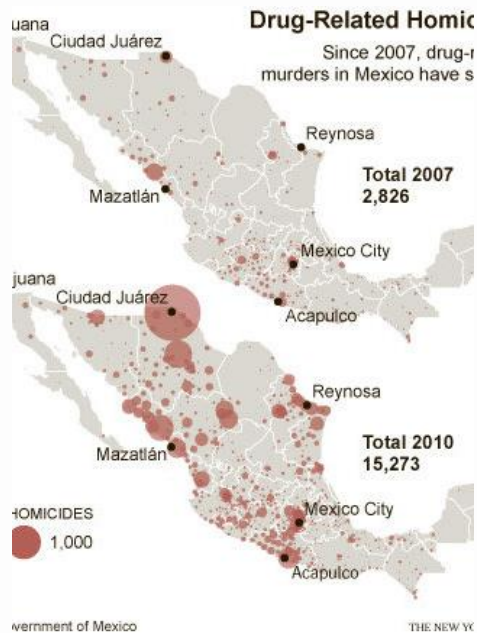 Drug-Related Homic
Since 2007, drug-r
murders in Mexico have s
juana
Ciudad Juárez
Reynosa
Total 2007
2,826
Mazatlán
Mexico City
Acapulco
juana
Ciudad Juárez
Reynosa
Total 2010
15,273
Mazatlán
HOMICIDES
1,000
Mexico City
Acapulco
vernment of Mexico
THE NEW YO